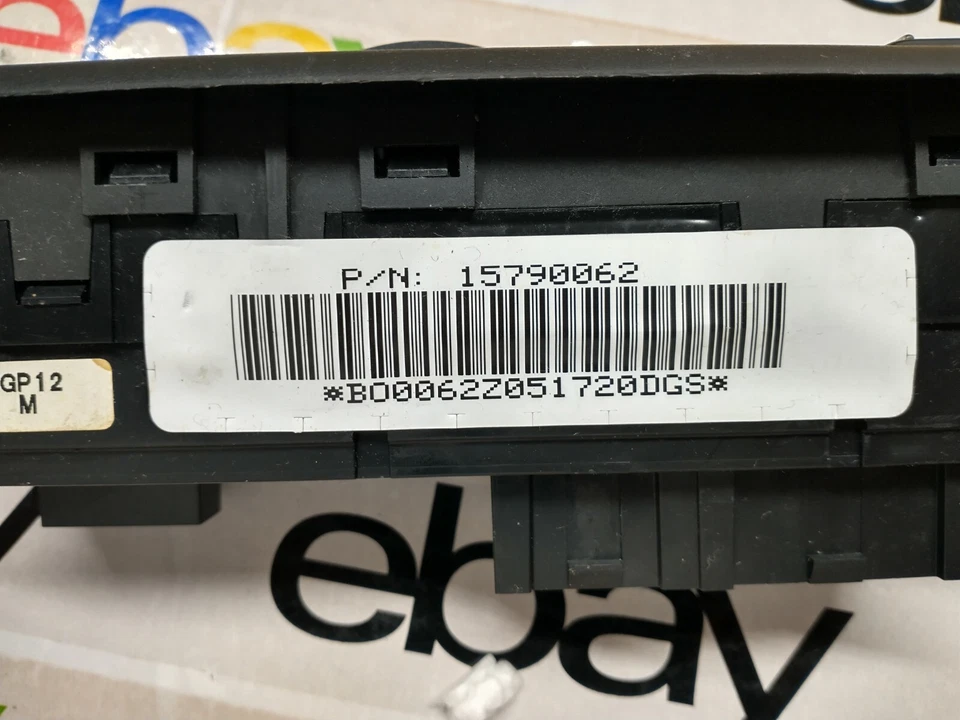 ebay
P/N: 15790062
*BO0062Z051720DGS*
GP12
M
ebay